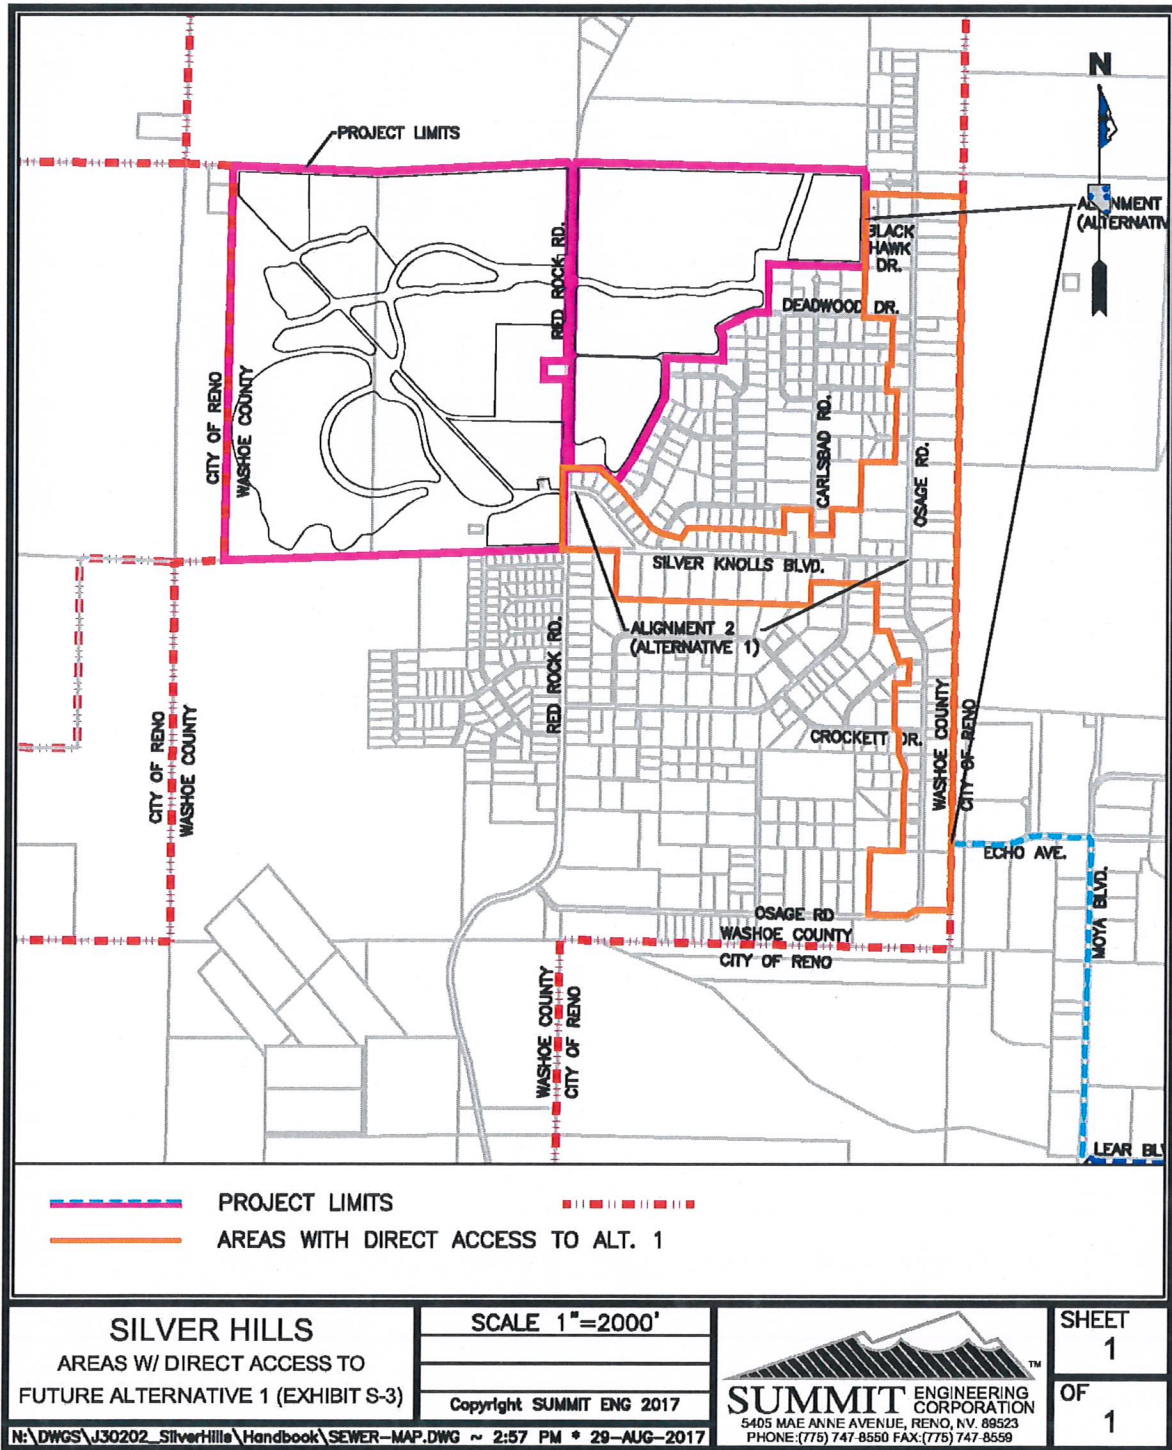 PROJECT LIMITS
N
AL NMENT
(ALTERNATIV
BLACK
HAWK
DR.
RED ROCK RD.
DEADWOOD DR.
CITY OF RENO
WASHOE COUNTY
CARLSBAD RD.
OSAGE RD.
SILVER KNOLLS BLVD.
ALIGNMENT 2
(ALTERNATIVE 1)
RED ROCK RD.
CROCKETT DR.
WASHOE COUNTY
CITY OF RENO
CITY OF RENO
WASHOE COUNTY
ECHO AVE.
MOYA BLVD.
OSAGE RD
WASHOE COUNTY
CITY OF RENO
WASHOE COUNTY
CITY OF RENO
LEAR BLV
PROJECT LIMITS
AREAS WITH DIRECT ACCESS TO ALT. 1
SILVER HILLS
AREAS W/ DIRECT ACCESS TO
FUTURE ALTERNATIVE 1 (EXHIBIT S-3)
SCALE 1"=2000'
Copyright SUMMIT ENG 2017
TM
SUMMIT ENGINEERING
CORPORATION
5405 MAE ANNE AVENUE, RENO, NV. 89523
PHONE:(775) 747-8550 FAX:(775) 747-8559
SHEET
1
OF
1
N:\DWGS\J30202_SilverHills\Handbook\SEWER-MAP.DWG ~ 2:57 PM * 29-AUG-2017